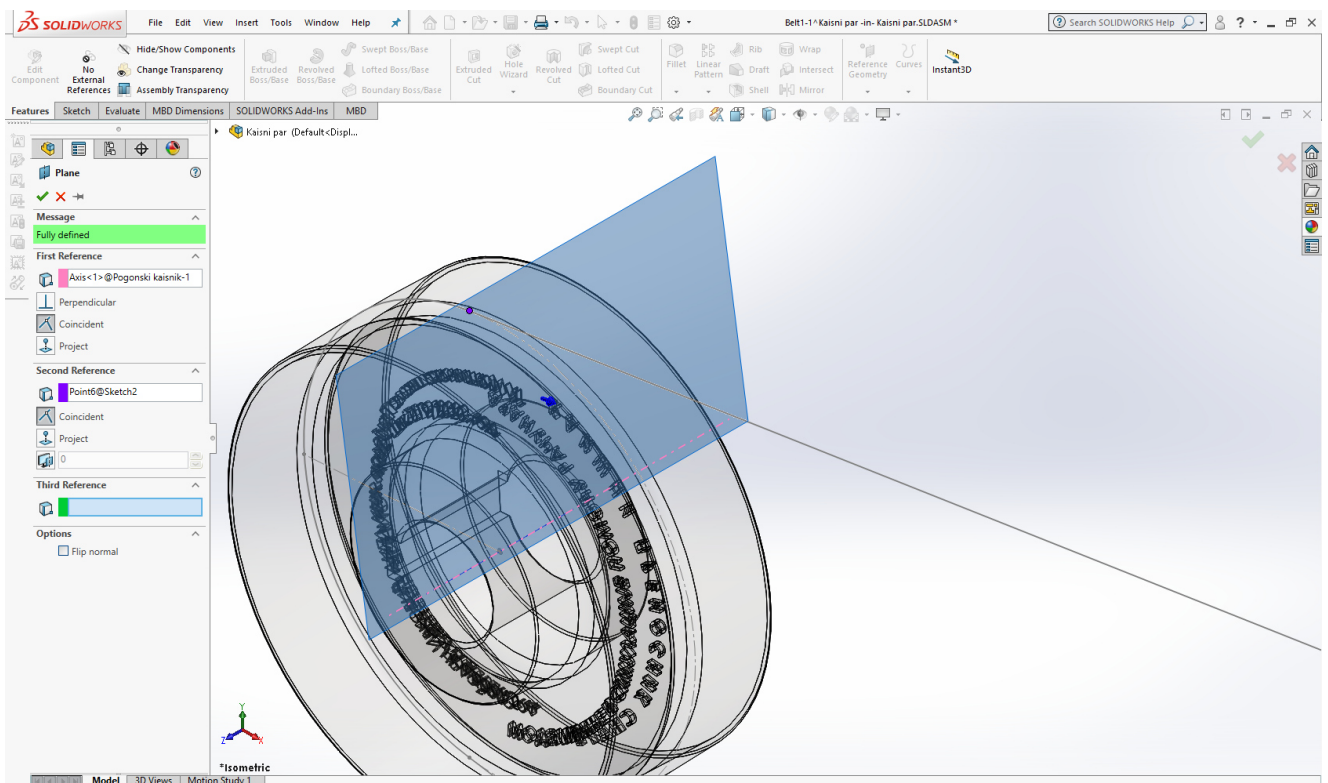 SOLIDWORKS File Edit View Insert Tools Window Help Belt1-1^Kaisni par -in- Kaisni par.SLDASM * Search SOLIDWORKS Help ?
Edit Component
No External References
Hide/Show Components
Change Transparency
Assembly Transparency
Extruded Boss/Base
Revolved Boss/Base
Swept Boss/Base
Lofted Boss/Base
Boundary Boss/Base
Extruded Cut
Hole Wizard
Revolved Cut
Swept Cut
Lofted Cut
Boundary Cut
Fillet
Linear Pattern
Rib
Draft
Shell
Wrap
Intersect
Mirror
Reference Geometry
Curves
Instant3D
Features Sketch Evaluate MBD Dimensions SOLIDWORKS Add-Ins MBD
Kaisni par (Default<Displ...
Plane
Message
Fully defined
First Reference
Axis<1>@Pogonski kaisnik-1
Perpendicular
Coincident
Project
Second Reference
Point6@Sketch2
Coincident
Project
0
Third Reference
Options
Flip normal
Y
Z X
*Isometric
Model 3D Views Motion Study 1